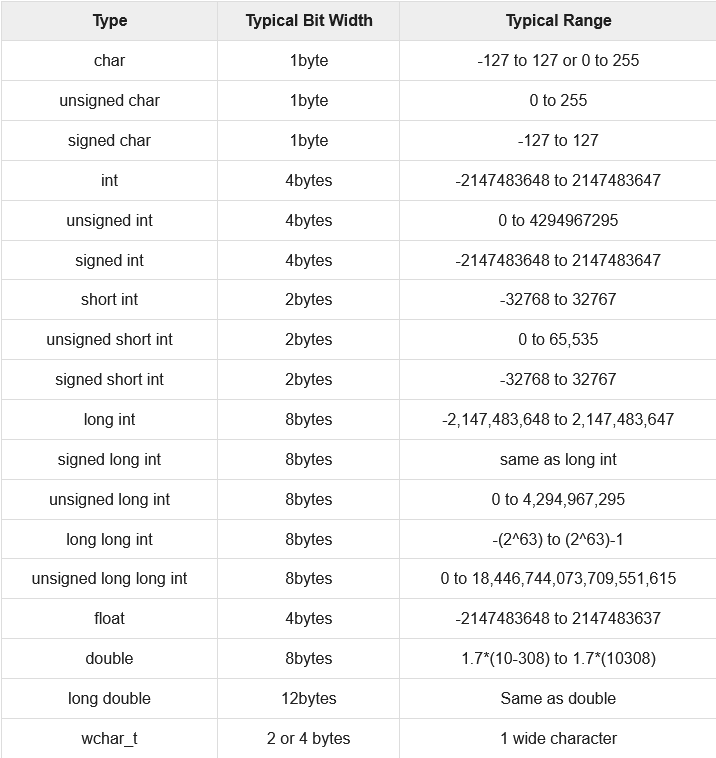 Type Typical Bit Width Typical Range
char 1byte -127 to 127 or 0 to 255
unsigned char 1byte 0 to 255
signed char 1byte -127 to 127
int 4bytes -2147483648 to 2147483647
unsigned int 4bytes 0 to 4294967295
signed int 4bytes -2147483648 to 2147483647
short int 2bytes -32768 to 32767
unsigned short int 2bytes 0 to 65,535
signed short int 2bytes -32768 to 32767
long int 8bytes -2,147,483,648 to 2,147,483,647
signed long int 8bytes same as long int
unsigned long int 8bytes 0 to 4,294,967,295
long long int 8bytes -(2^63) to (2^63)-1
unsigned long long int 8bytes 0 to 18,446,744,073,709,551,615
float 4bytes -2147483648 to 2147483637
double 8bytes 1.7*(10-308) to 1.7*(10308)
long double 12bytes Same as double
wchar_t 2 or 4 bytes 1 wide character